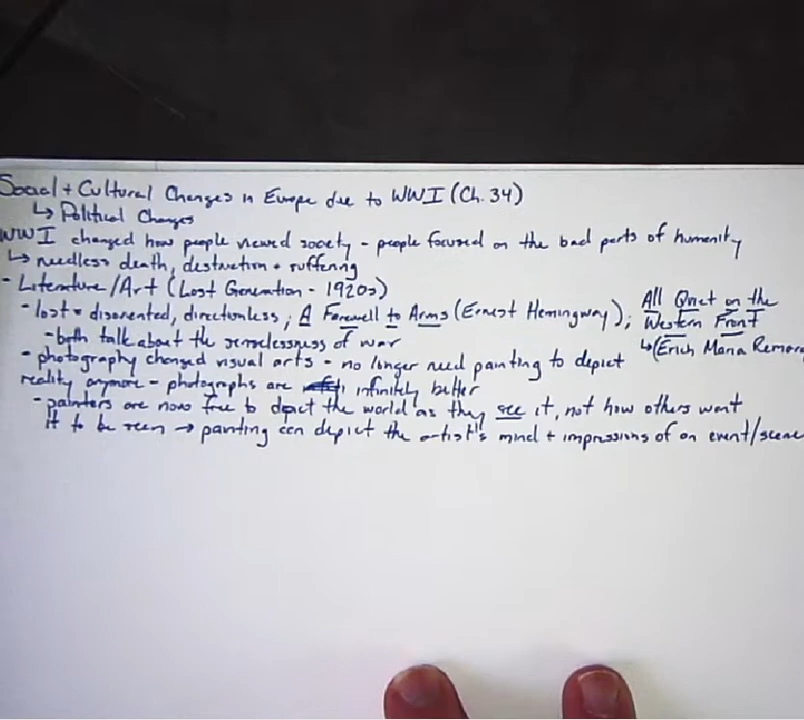 Social + Cultural Changes in Europe due to WWI (Ch. 34)
↳ Political Changes
WWI changed how people viewed society - people focused on the bad parts of humanity
↳ needless death, destruction + suffering
- Literature/Art (Lost Generation - 1920s)
- lost = disoriented, directionless; A Farewell to Arms (Ernest Hemingway); All Quiet on the
Western Front
↳ (Erich Maria Remarq
- both talk about the senselessness of war
- photography changed visual arts - no longer need painting to depict
reality anymore - photographs are infinitely better
- painters are now free to depict the world as they see it, not how others want
it to be seen → painting can depict the artist's mind + impressions of an event/scene